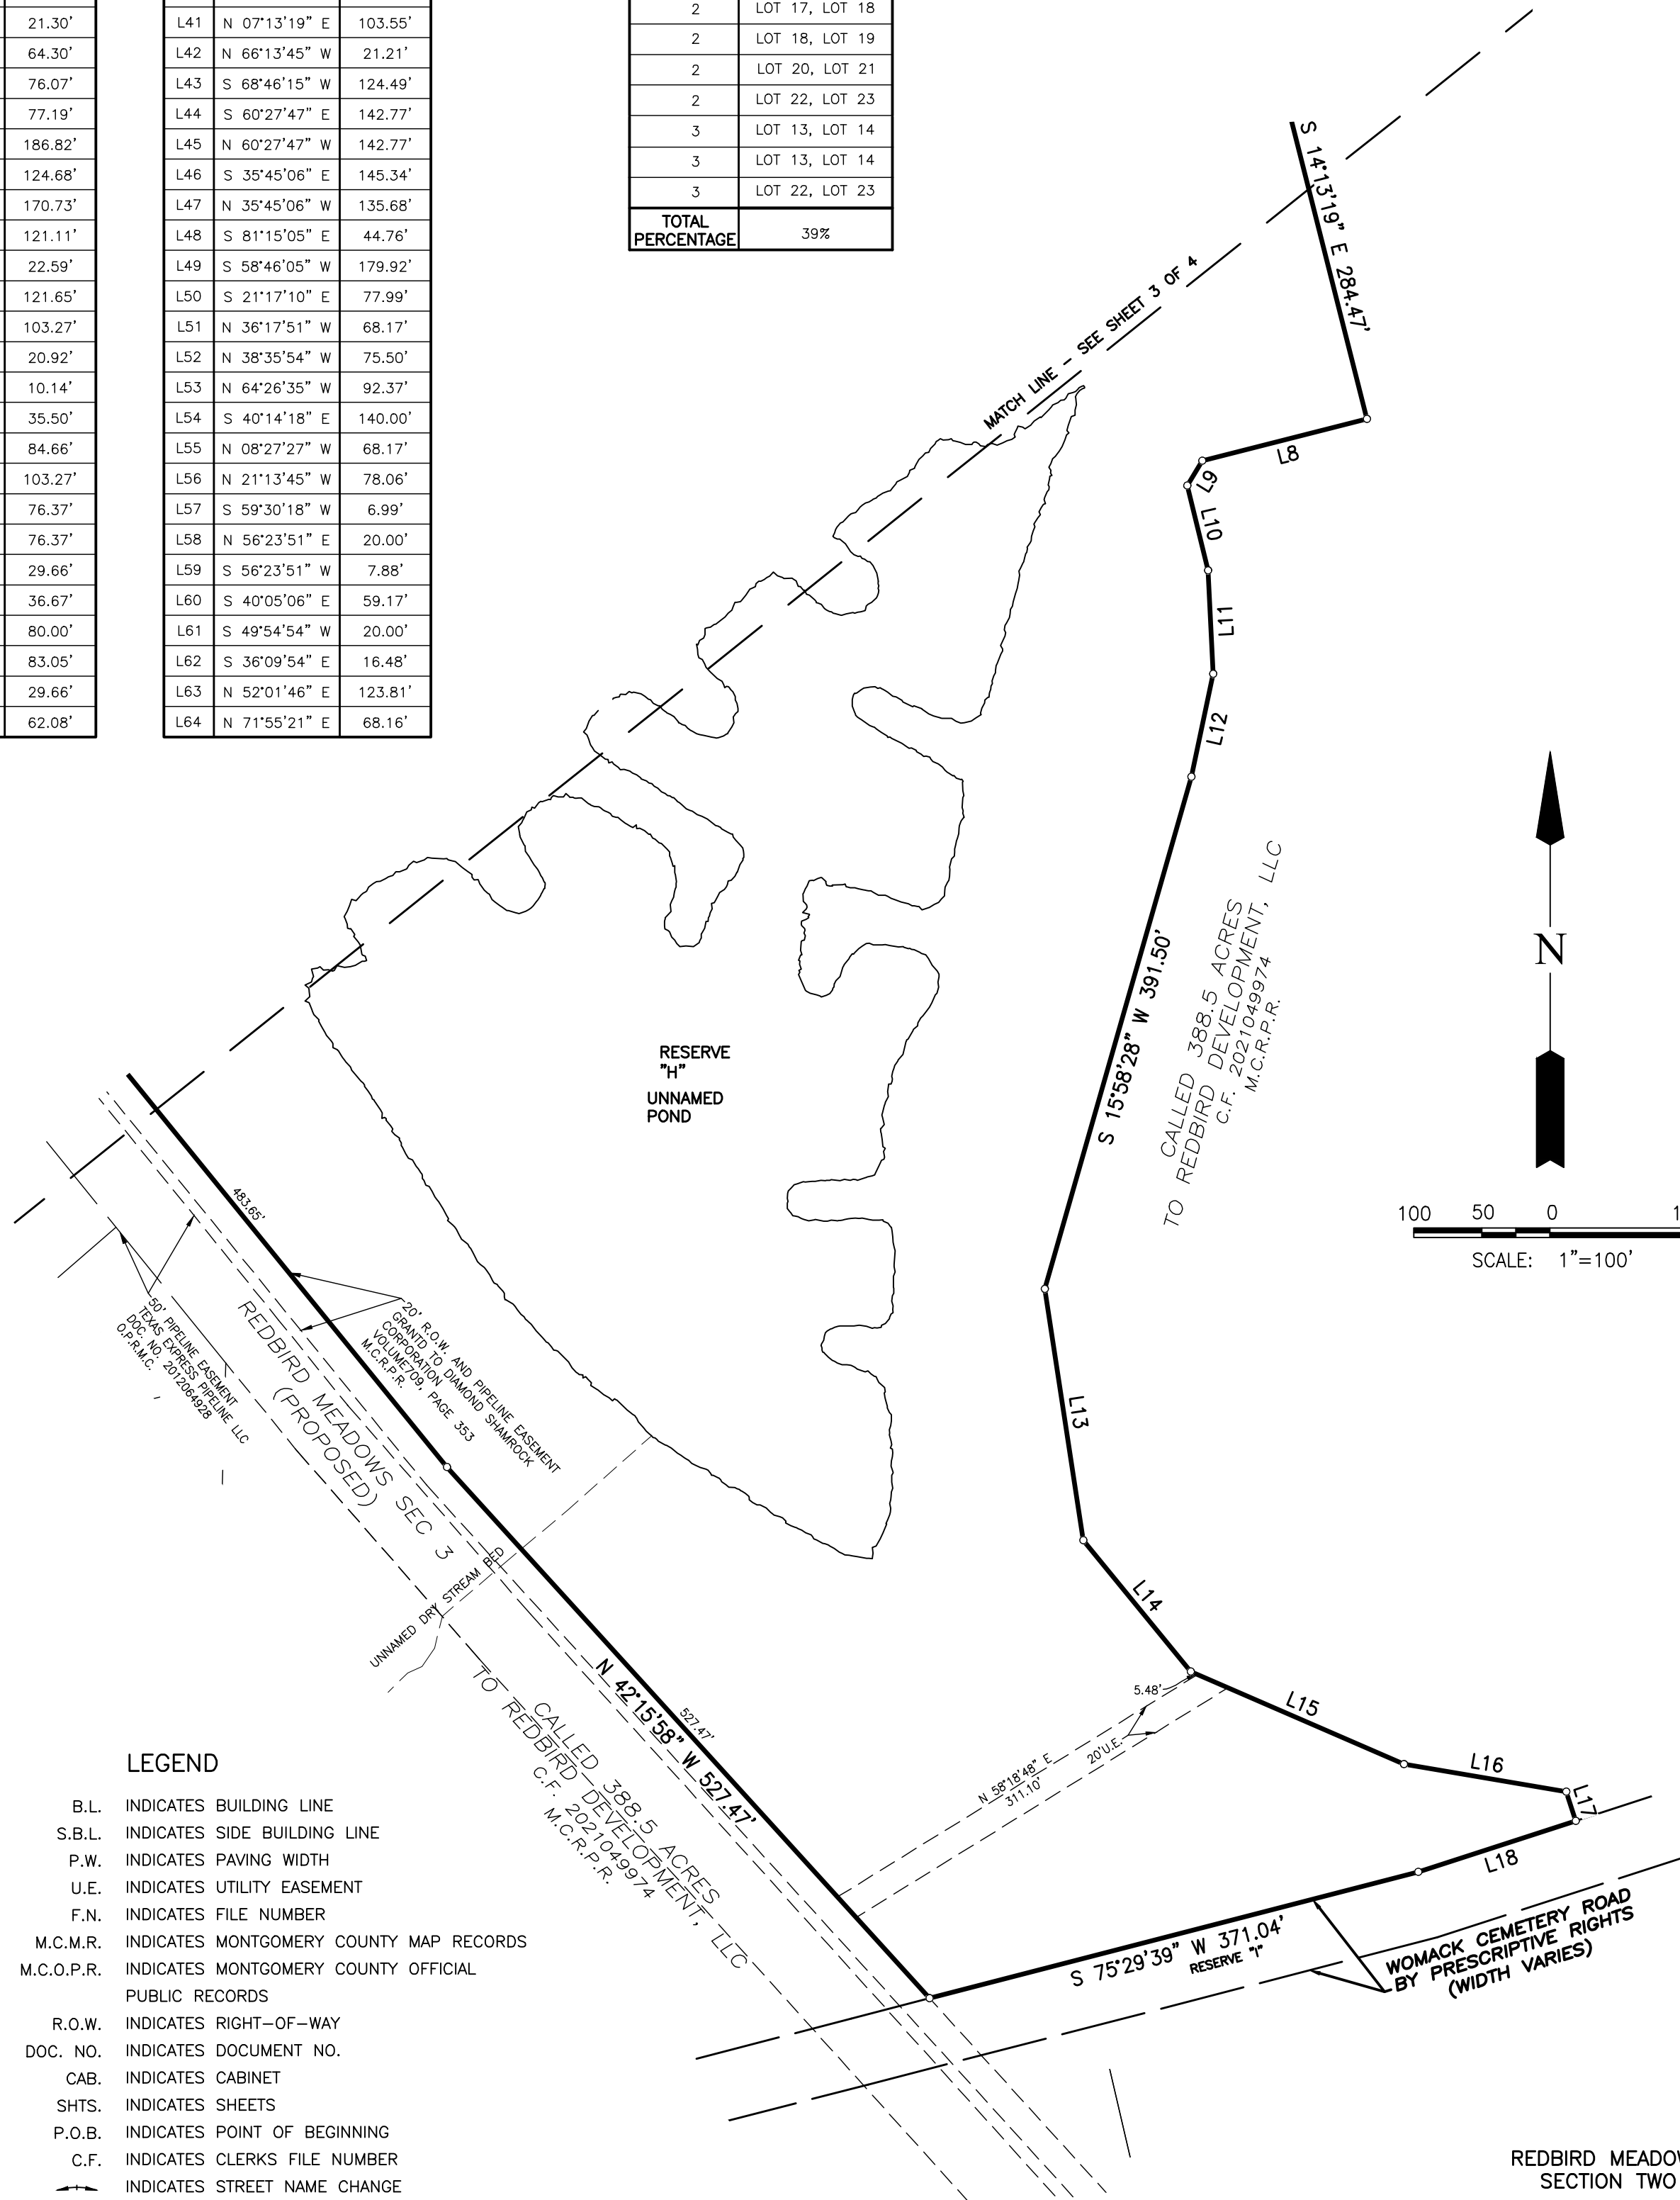 21.30'
64.30'
76.07'
77.19'
186.82'
124.68'
170.73'
121.11'
22.59'
121.65'
103.27'
20.92'
10.14'
35.50'
84.66'
103.27'
76.37'
76.37'
29.66'
36.67'
80.00'
83.05'
29.66'
62.08'
L41 N 07°13'19" E 103.55'
L42 N 66°13'45" W 21.21'
L43 S 68°46'15" W 124.49'
L44 S 60°27'47" E 142.77'
L45 N 60°27'47" W 142.77'
L46 S 35°45'06" E 145.34'
L47 N 35°45'06" W 135.68'
L48 S 81°15'05" E 44.76'
L49 S 58°46'05" W 179.92'
L50 S 21°17'10" E 77.99'
L51 N 36°17'51" W 68.17'
L52 N 38°35'54" W 75.50'
L53 N 64°26'35" W 92.37'
L54 S 40°14'18" E 140.00'
L55 N 08°27'27" W 68.17'
L56 N 21°13'45" W 78.06'
L57 S 59°30'18" W 6.99'
L58 N 56°23'51" E 20.00'
L59 S 56°23'51" W 7.88'
L60 S 40°05'06" E 59.17'
L61 S 49°54'54" W 20.00'
L62 S 36°09'54" E 16.48'
L63 N 52°01'46" E 123.81'
L64 N 71°55'21" E 68.16'
2 LOT 17, LOT 18
2 LOT 18, LOT 19
2 LOT 20, LOT 21
2 LOT 22, LOT 23
3 LOT 13, LOT 14
3 LOT 13, LOT 14
3 LOT 22, LOT 23
TOTAL
PERCENTAGE 39%
S 14°13'19" E 284.47'
MATCH LINE - SEE SHEET 3 OF 4
L8
L9
L10
L11
L12
S 15°58'28" W 391.50'
CALLED 388.5 ACRES
TO REDBIRD DEVELOPMENT, LLC
C.F. 2021049974
M.C.R.P.R.
N
100 50 0 1
SCALE: 1"=100'
RESERVE
"H"
UNNAMED
POND
483.65'
50' PIPELINE EASEMENT
TEXAS EXPRESS PIPELINE LLC
DOC. NO. 2012064928
O.P.R.M.C.
20' R.O.W. AND PIPELINE EASEMENT
GRANTD TO DIAMOND SHAMROCK
CORPORATION
VOLUME709, PAGE 353
M.C.R.P.R.
REDBIRD MEADOWS SEC 3
(PROPOSED)
UNNAMED DRY STREAM BED
L13
L14
L15
L16
L17
L18
5.48'
20'U.E.
N 58°18'48" E
311.10'
527.47'
N 42°15'58" W 527.47'
CALLED 388.5 ACRES
TO REDBIRD DEVELOPMENT, LLC
C.F. 2021049974
M.C.R.P.R.
S 75°29'39" W 371.04'
RESERVE "I"
WOMACK CEMETERY ROAD
BY PRESCRIPTIVE RIGHTS
(WIDTH VARIES)
LEGEND
B.L. INDICATES BUILDING LINE
S.B.L. INDICATES SIDE BUILDING LINE
P.W. INDICATES PAVING WIDTH
U.E. INDICATES UTILITY EASEMENT
F.N. INDICATES FILE NUMBER
M.C.M.R. INDICATES MONTGOMERY COUNTY MAP RECORDS
M.C.O.P.R. INDICATES MONTGOMERY COUNTY OFFICIAL
PUBLIC RECORDS
R.O.W. INDICATES RIGHT-OF-WAY
DOC. NO. INDICATES DOCUMENT NO.
CAB. INDICATES CABINET
SHTS. INDICATES SHEETS
P.O.B. INDICATES POINT OF BEGINNING
C.F. INDICATES CLERKS FILE NUMBER
INDICATES STREET NAME CHANGE
REDBIRD MEADOW
SECTION TWO